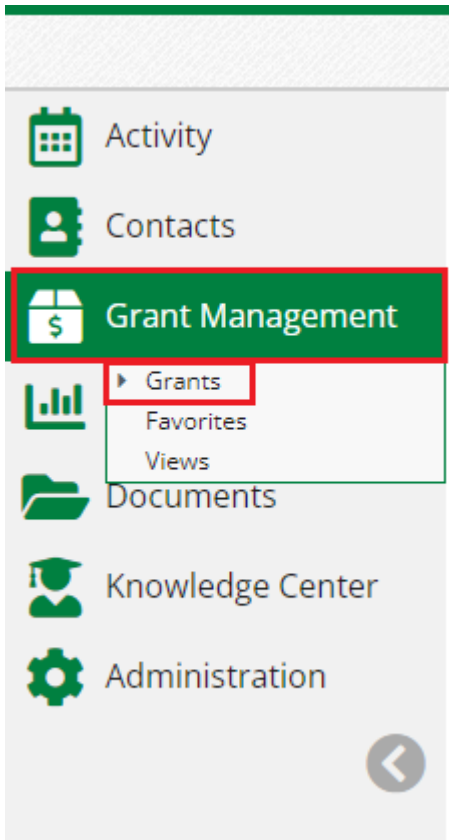 Activity
Contacts
Grant Management
$
Grants
Favorites
Views
Documents
Knowledge Center
Administration